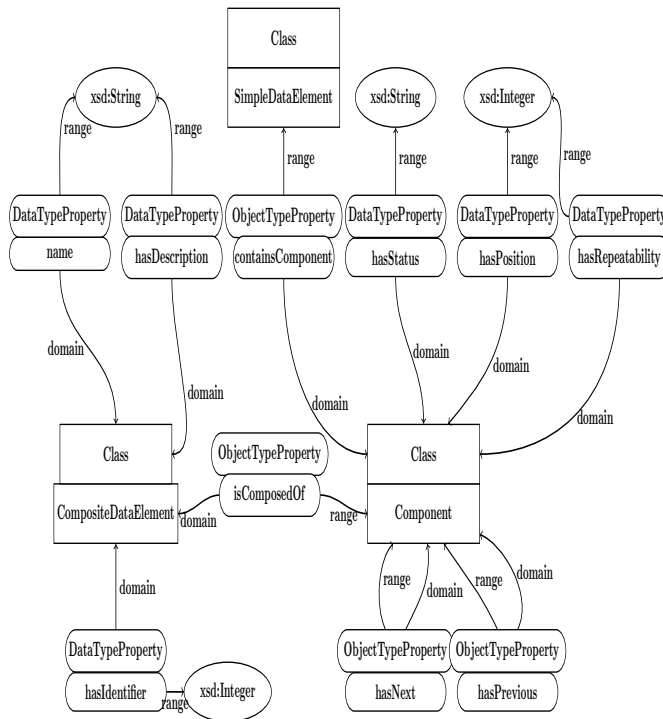 Class
SimpleDataElement
xsd:String
xsd:String
xsd:Integer
range
range
range
range
range
range
DataTypeProperty
name
DataTypeProperty
hasDescription
ObjectTypeProperty
containsComponent
DataTypeProperty
hasStatus
DataTypeProperty
hasPosition
DataTypeProperty
hasRepeatability
domain
domain
domain
domain
domain
domain
Class
CompositeDataElement
ObjectTypeProperty
isComposedOf
domain
range
Class
Component
domain
range
domain
range
domain
DataTypeProperty
hasIdentifier
range
xsd:Integer
ObjectTypeProperty
hasNext
ObjectTypeProperty
hasPrevious